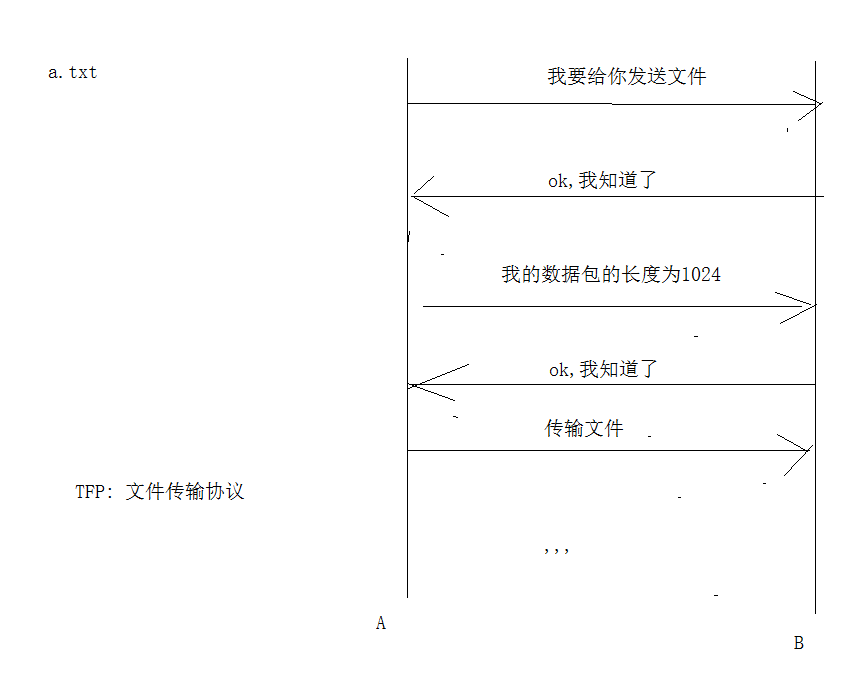 a.txt
我要给你发送文件
ok,我知道了
我的数据包的长度为1024
ok,我知道了
传输文件
TFP: 文件传输协议
,,,
A
B